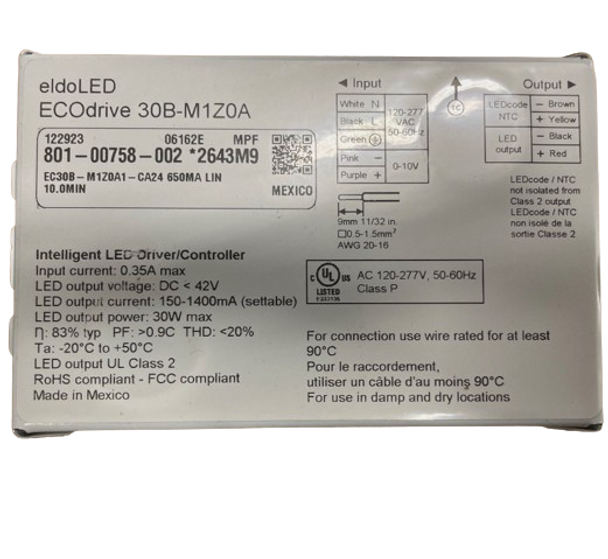 eldoLED
ECOdrive 30B-M1Z0A
122923 06162E MPF
801-00758-002 *2643M9
EC30B-M1Z0A1-CA24 650MA LIN
10.0MIN
MEXICO
◄ Input
White N
Black L
Green
120-277
VAC
50-60Hz
Pink −
Purple +
0-10V
TC
Output ►
LEDcode
NTC
− Brown
+ Yellow
LED
output
− Black
+ Red
9mm 11/32 in.
0.5-1.5mm²
AWG 20-16
LEDcode / NTC
not isolated from
Class 2 output
LEDcode / NTC
non isolé de la
sortie Classe 2
Intelligent LED Driver/Controller
Input current: 0.35A max
LED output voltage: DC < 42V
LED output current: 150-1400mA (settable)
LED output power: 30W max
η: 83% typ PF: >0.9C THD: <20%
Ta: -20°C to +50°C
LED output UL Class 2
RoHS compliant - FCC compliant
Made in Mexico
c UL us
LISTED
AC 120-277V, 50-60Hz
Class P
For connection use wire rated for at least
90°C
Pour le raccordement,
utiliser un câble d'au moins 90°C
For use in damp and dry locations